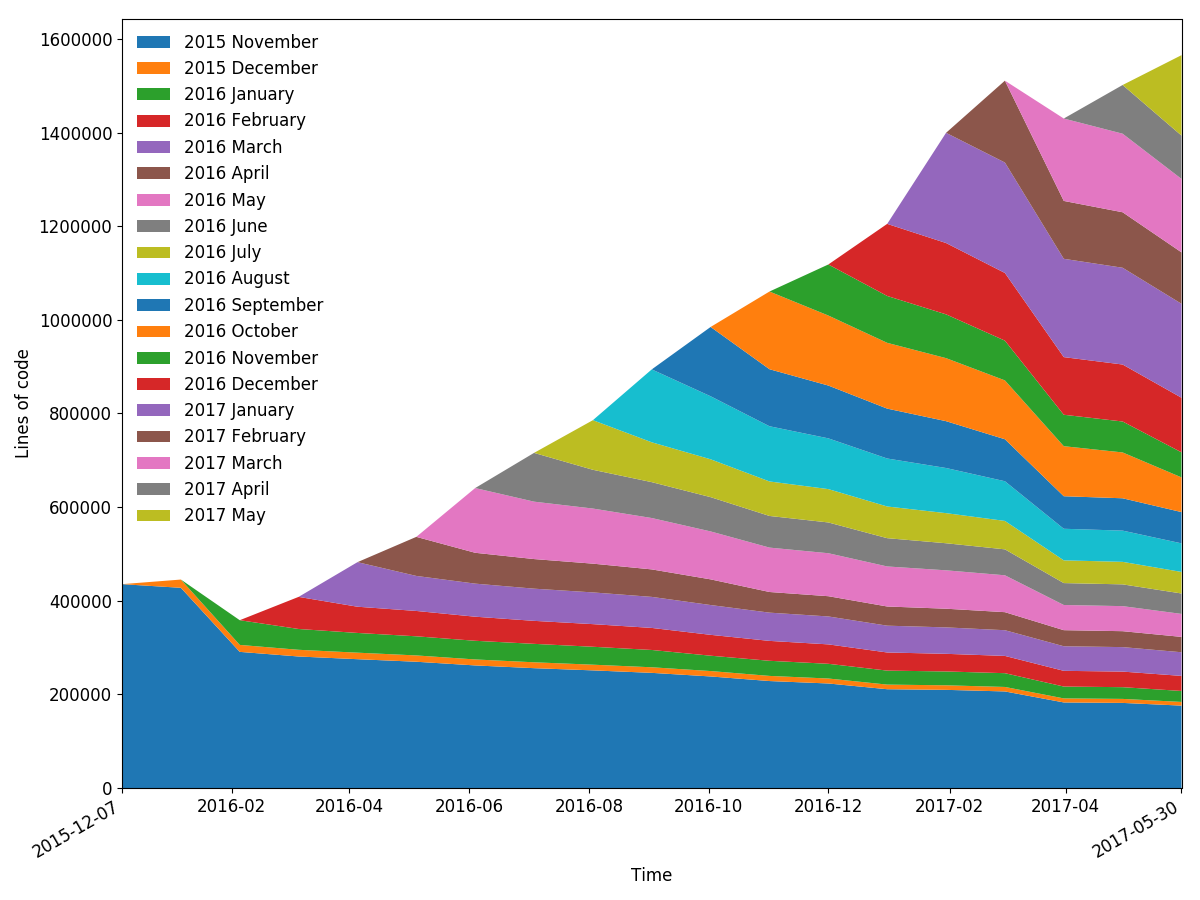 1600000
1400000
1200000
1000000
800000
600000
400000
200000
0
Lines of code
2015 November
2015 December
2016 January
2016 February
2016 March
2016 April
2016 May
2016 June
2016 July
2016 August
2016 September
2016 October
2016 November
2016 December
2017 January
2017 February
2017 March
2017 April
2017 May
2015-12-07
2016-02
2016-04
2016-06
2016-08
2016-10
2016-12
2017-02
2017-04
2017-05-30
Time